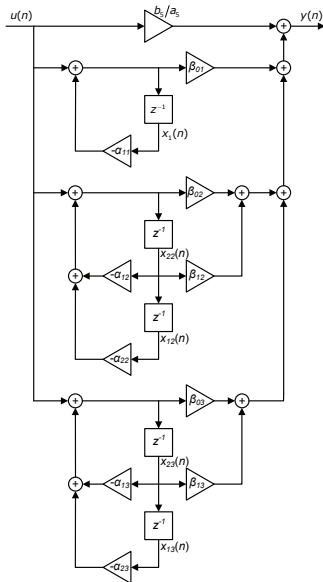 u(n) b₅/a₅ y(n)
+
+ β₀₁ +
z⁻¹
x₁(n)
-α₁₁
+ β₀₂ + +
z⁻¹
x₂₂(n)
+ -α₁₂ β₁₂
z⁻¹
x₁₂(n)
-α₂₂
+ β₀₃ +
z⁻¹
x₂₃(n)
+ -α₁₃ β₁₃
z⁻¹
x₁₃(n)
-α₂₃